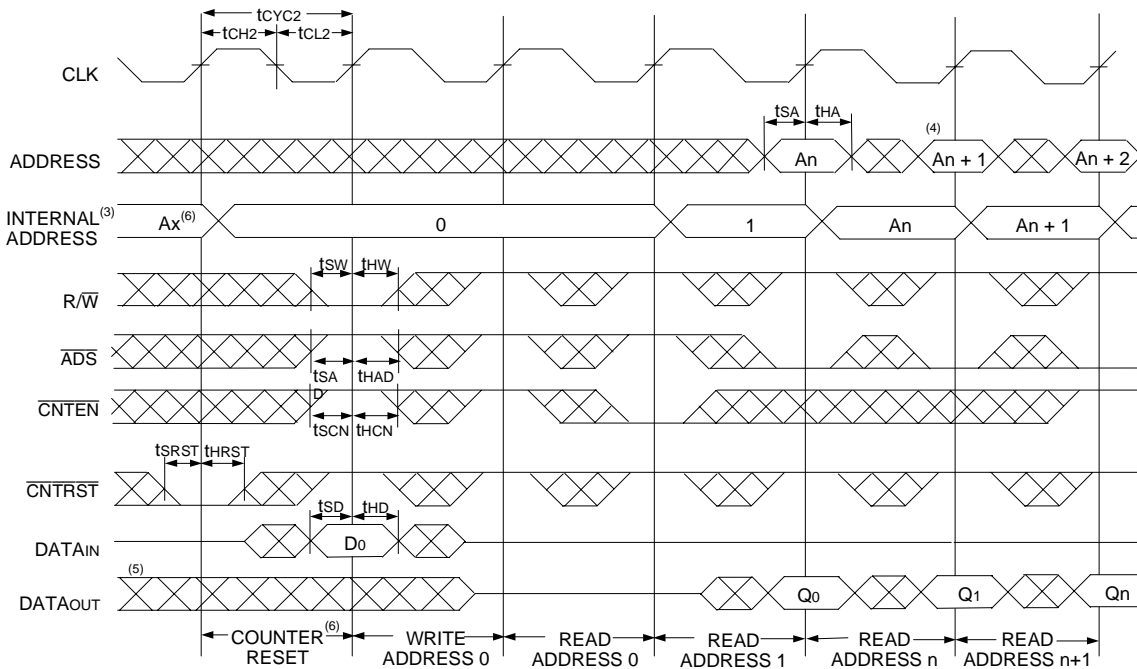 tCYC2
tCH2 tCL2
CLK
tSA tHA
(4)
ADDRESS An An + 1 An + 2
INTERNAL(3) ADDRESS Ax(6) 0 1 An An + 1
tSW tHW
R/W̅
A̅D̅S̅
tSA
D tHAD
C̅N̅T̅E̅N̅
tSCN tHCN
tSRST tHRST
C̅N̅T̅R̅S̅T̅
tSD tHD
DATAIN D0
(5)
DATAOUT Q0 Q1 Qn
COUNTER(6) RESET
WRITE ADDRESS 0
READ ADDRESS 0
READ ADDRESS 1
READ ADDRESS n
READ ADDRESS n+1